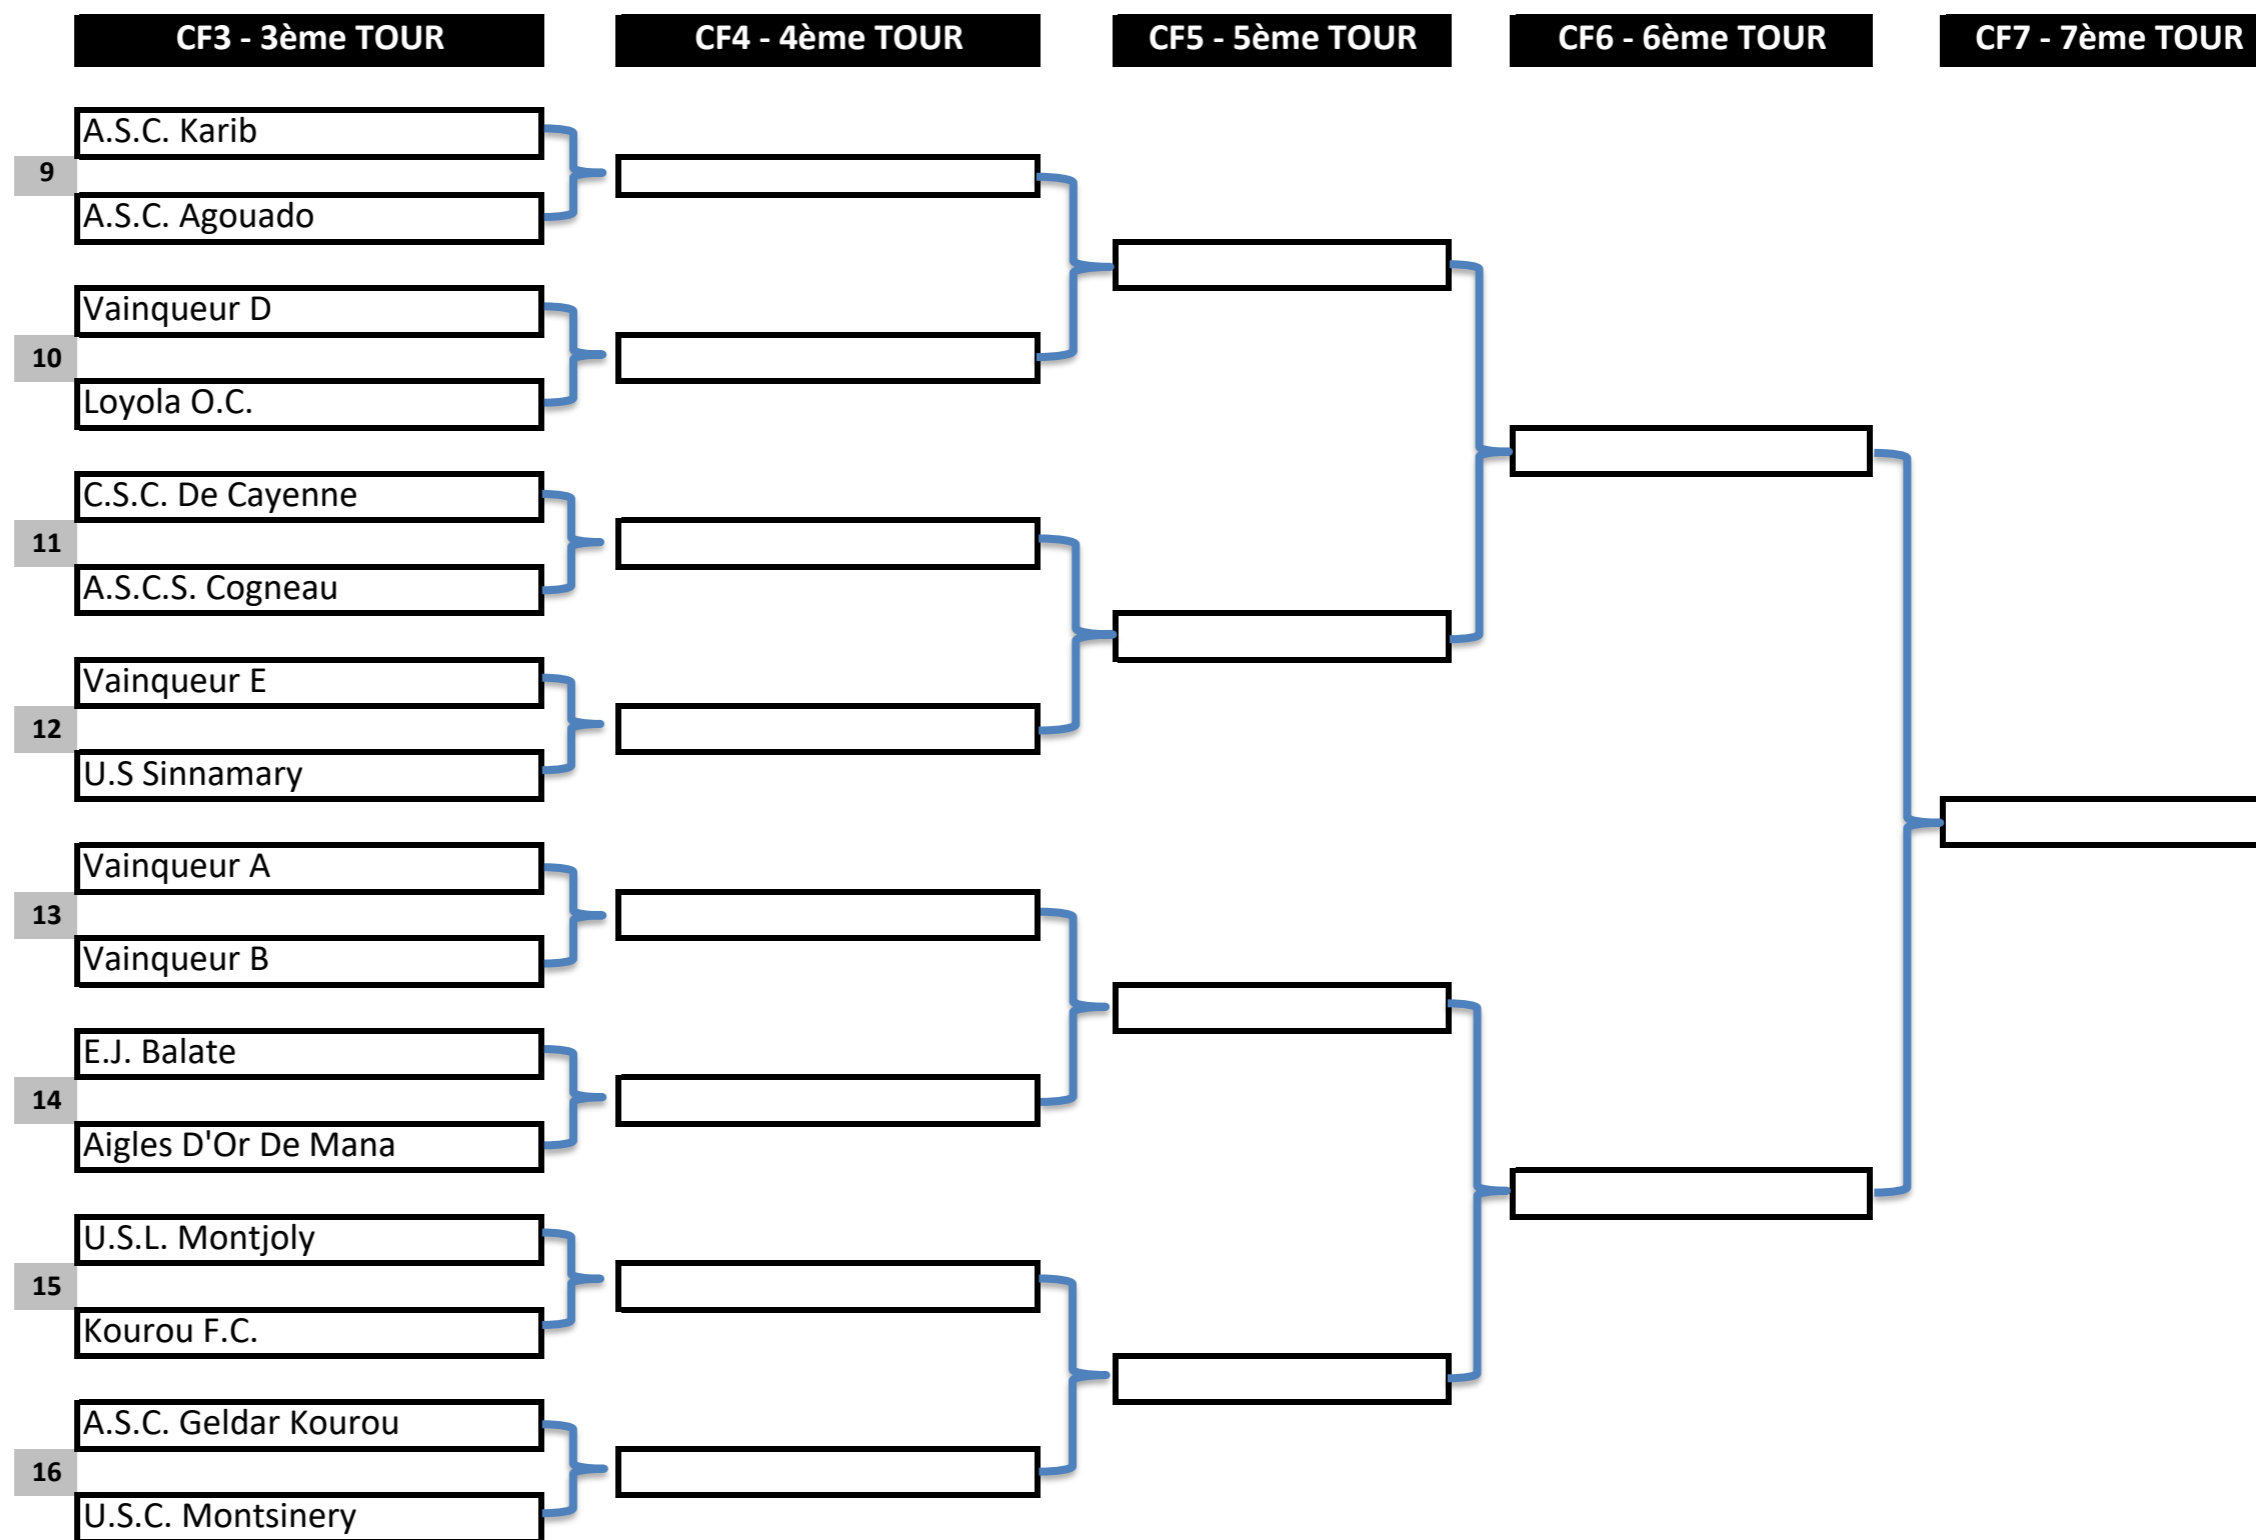 CF3 - 3ème TOUR
CF4 - 4ème TOUR
CF5 - 5ème TOUR
CF6 - 6ème TOUR
CF7 - 7ème TOUR
A.S.C. Karib
9
A.S.C. Agouado
Vainqueur D
10
Loyola O.C.
C.S.C. De Cayenne
11
A.S.C.S. Cogneau
Vainqueur E
12
U.S Sinnamary
Vainqueur A
13
Vainqueur B
E.J. Balate
14
Aigles D'Or De Mana
U.S.L. Montjoly
15
Kourou F.C.
A.S.C. Geldar Kourou
16
U.S.C. Montsinery